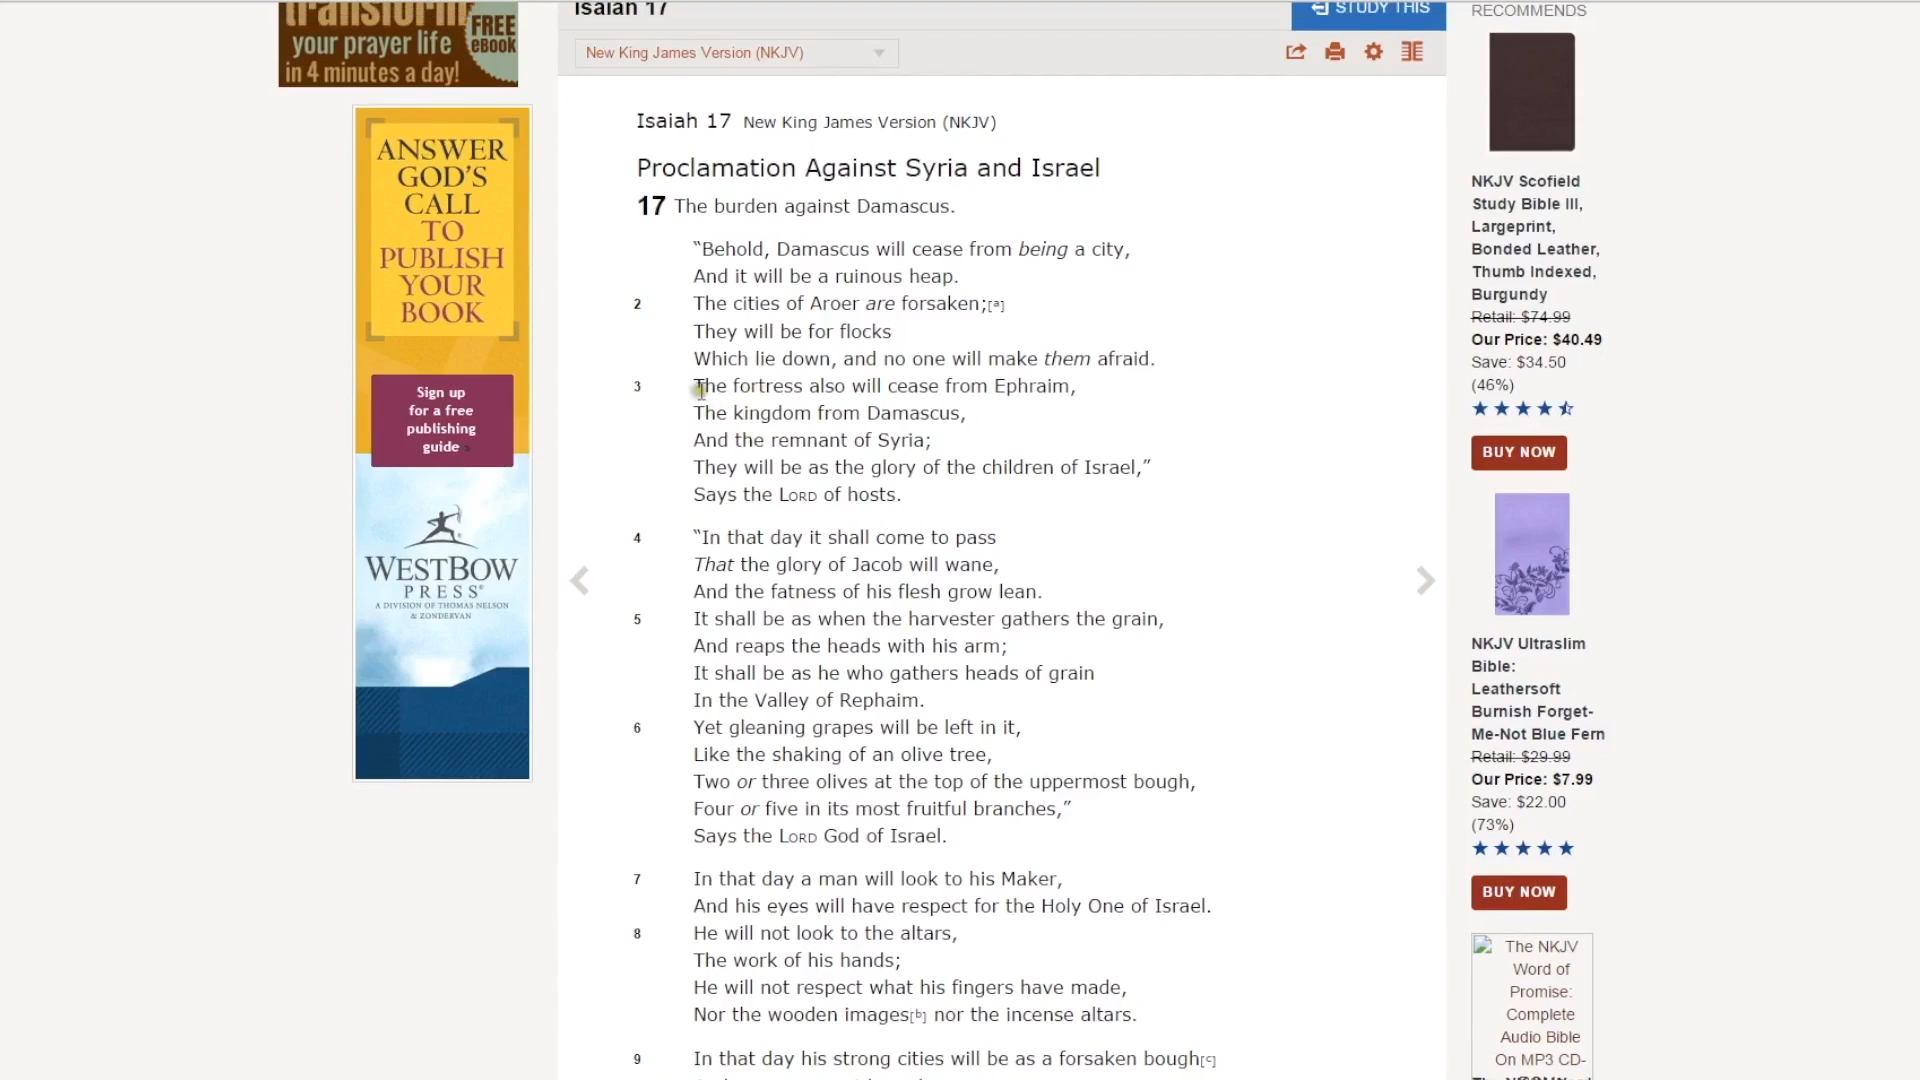 transform
your prayer life
in 4 minutes a day!
FREE
eBOOK
ANSWER
GOD'S
CALL
TO
PUBLISH
YOUR
BOOK
Sign up
for a free
publishing
guide »
WESTBOW
PRESS®
A DIVISION OF THOMAS NELSON
& ZONDERVAN
Isaiah 17
STUDY THIS
New King James Version (NKJV)
Isaiah 17 New King James Version (NKJV)
Proclamation Against Syria and Israel
17 The burden against Damascus.
“Behold, Damascus will cease from being a city,
And it will be a ruinous heap.
2 The cities of Aroer are forsaken;[a]
They will be for flocks
Which lie down, and no one will make them afraid.
3 The fortress also will cease from Ephraim,
The kingdom from Damascus,
And the remnant of Syria;
They will be as the glory of the children of Israel,”
Says the LORD of hosts.
4 “In that day it shall come to pass
That the glory of Jacob will wane,
And the fatness of his flesh grow lean.
5 It shall be as when the harvester gathers the grain,
And reaps the heads with his arm;
It shall be as he who gathers heads of grain
In the Valley of Rephaim.
6 Yet gleaning grapes will be left in it,
Like the shaking of an olive tree,
Two or three olives at the top of the uppermost bough,
Four or five in its most fruitful branches,”
Says the LORD God of Israel.
7 In that day a man will look to his Maker,
And his eyes will have respect for the Holy One of Israel.
8 He will not look to the altars,
The work of his hands;
He will not respect what his fingers have made,
Nor the wooden images[b] nor the incense altars.
9 In that day his strong cities will be as a forsaken bough[c]
RECOMMENDS
NKJV Scofield
Study Bible III,
Largeprint,
Bonded Leather,
Thumb Indexed,
Burgundy
Retail: $74.99
Our Price: $40.49
Save: $34.50
(46%)
BUY NOW
NKJV Ultraslim
Bible:
Leathersoft
Burnish Forget-
Me-Not Blue Fern
Retail: $29.99
Our Price: $7.99
Save: $22.00
(73%)
BUY NOW
The NKJV
Word of
Promise:
Complete
Audio Bible
On MP3 CD-